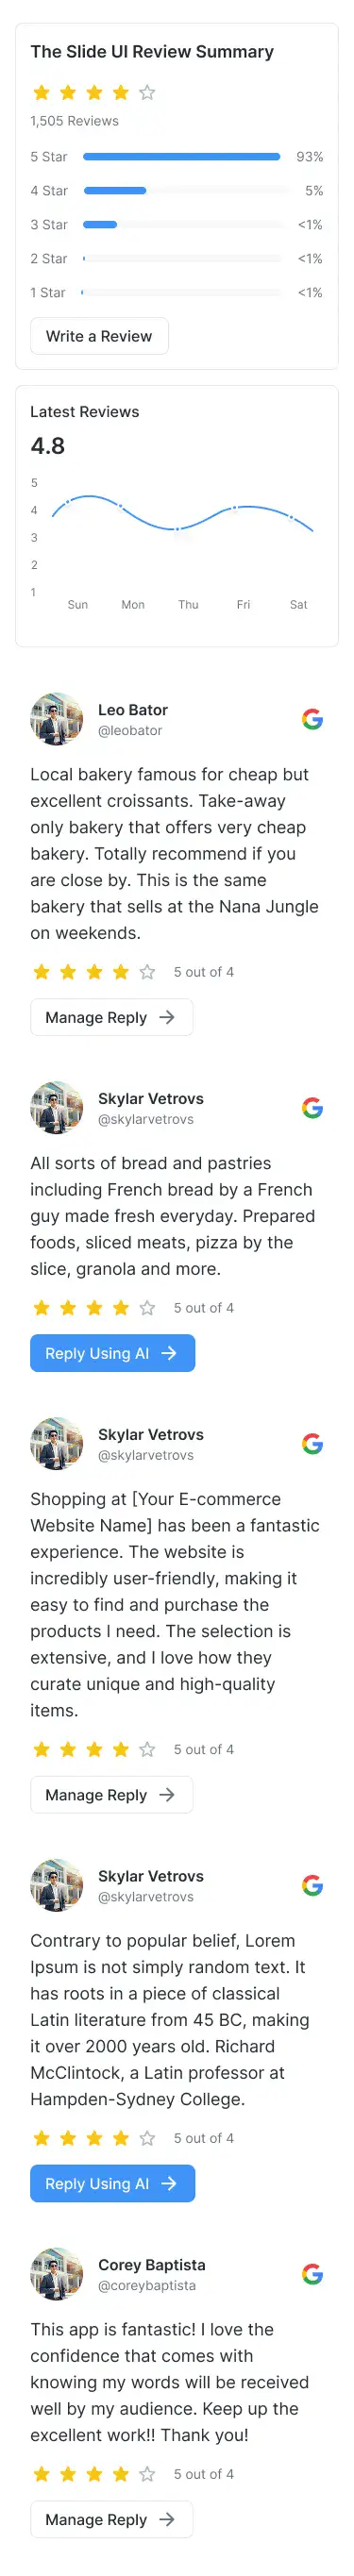 The Slide UI Review Summary
1,505 Reviews
5 Star 93%
4 Star 5%
3 Star <1%
2 Star <1%
1 Star <1%
Write a Review
Latest Reviews
4.8
5
4
3
2
1
Sun Mon Thu Fri Sat
Leo Bator
@leobator
Local bakery famous for cheap but
excellent croissants. Take-away
only bakery that offers very cheap
bakery. Totally recommend if you
are close by. This is the same
bakery that sells at the Nana Jungle
on weekends.
5 out of 4
Manage Reply
Skylar Vetrovs
@skylarvetrovs
All sorts of bread and pastries
including French bread by a French
guy made fresh everyday. Prepared
foods, sliced meats, pizza by the
slice, granola and more.
5 out of 4
Reply Using AI
Skylar Vetrovs
@skylarvetrovs
Shopping at [Your E-commerce
Website Name] has been a fantastic
experience. The website is
incredibly user-friendly, making it
easy to find and purchase the
products I need. The selection is
extensive, and I love how they
curate unique and high-quality
items.
5 out of 4
Manage Reply
Skylar Vetrovs
@skylarvetrovs
Contrary to popular belief, Lorem
Ipsum is not simply random text. It
has roots in a piece of classical
Latin literature from 45 BC, making
it over 2000 years old. Richard
McClintock, a Latin professor at
Hampden-Sydney College.
5 out of 4
Reply Using AI
Corey Baptista
@coreybaptista
This app is fantastic! I love the
confidence that comes with
knowing my words will be received
well by my audience. Keep up the
excellent work!! Thank you!
5 out of 4
Manage Reply